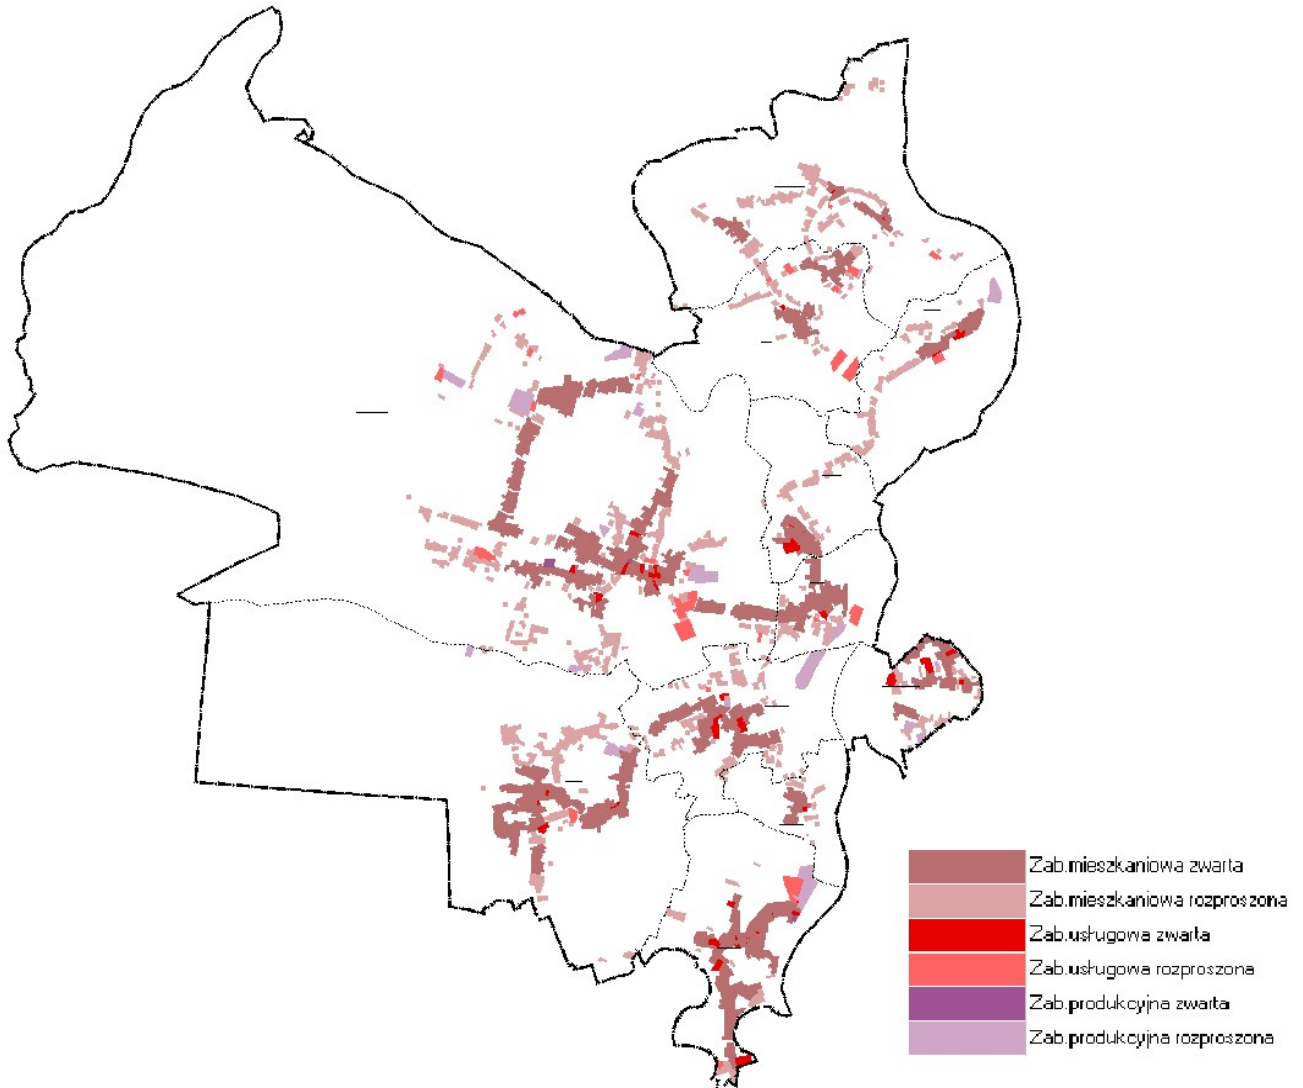 Zab.mieszkaniowa zwarta
Zab.mieszkaniowa rozproszona
Zab.usługowa zwarta
Zab.usługowa rozproszona
Zab.produkcyjna zwarta
Zab.produkcyjna rozproszona